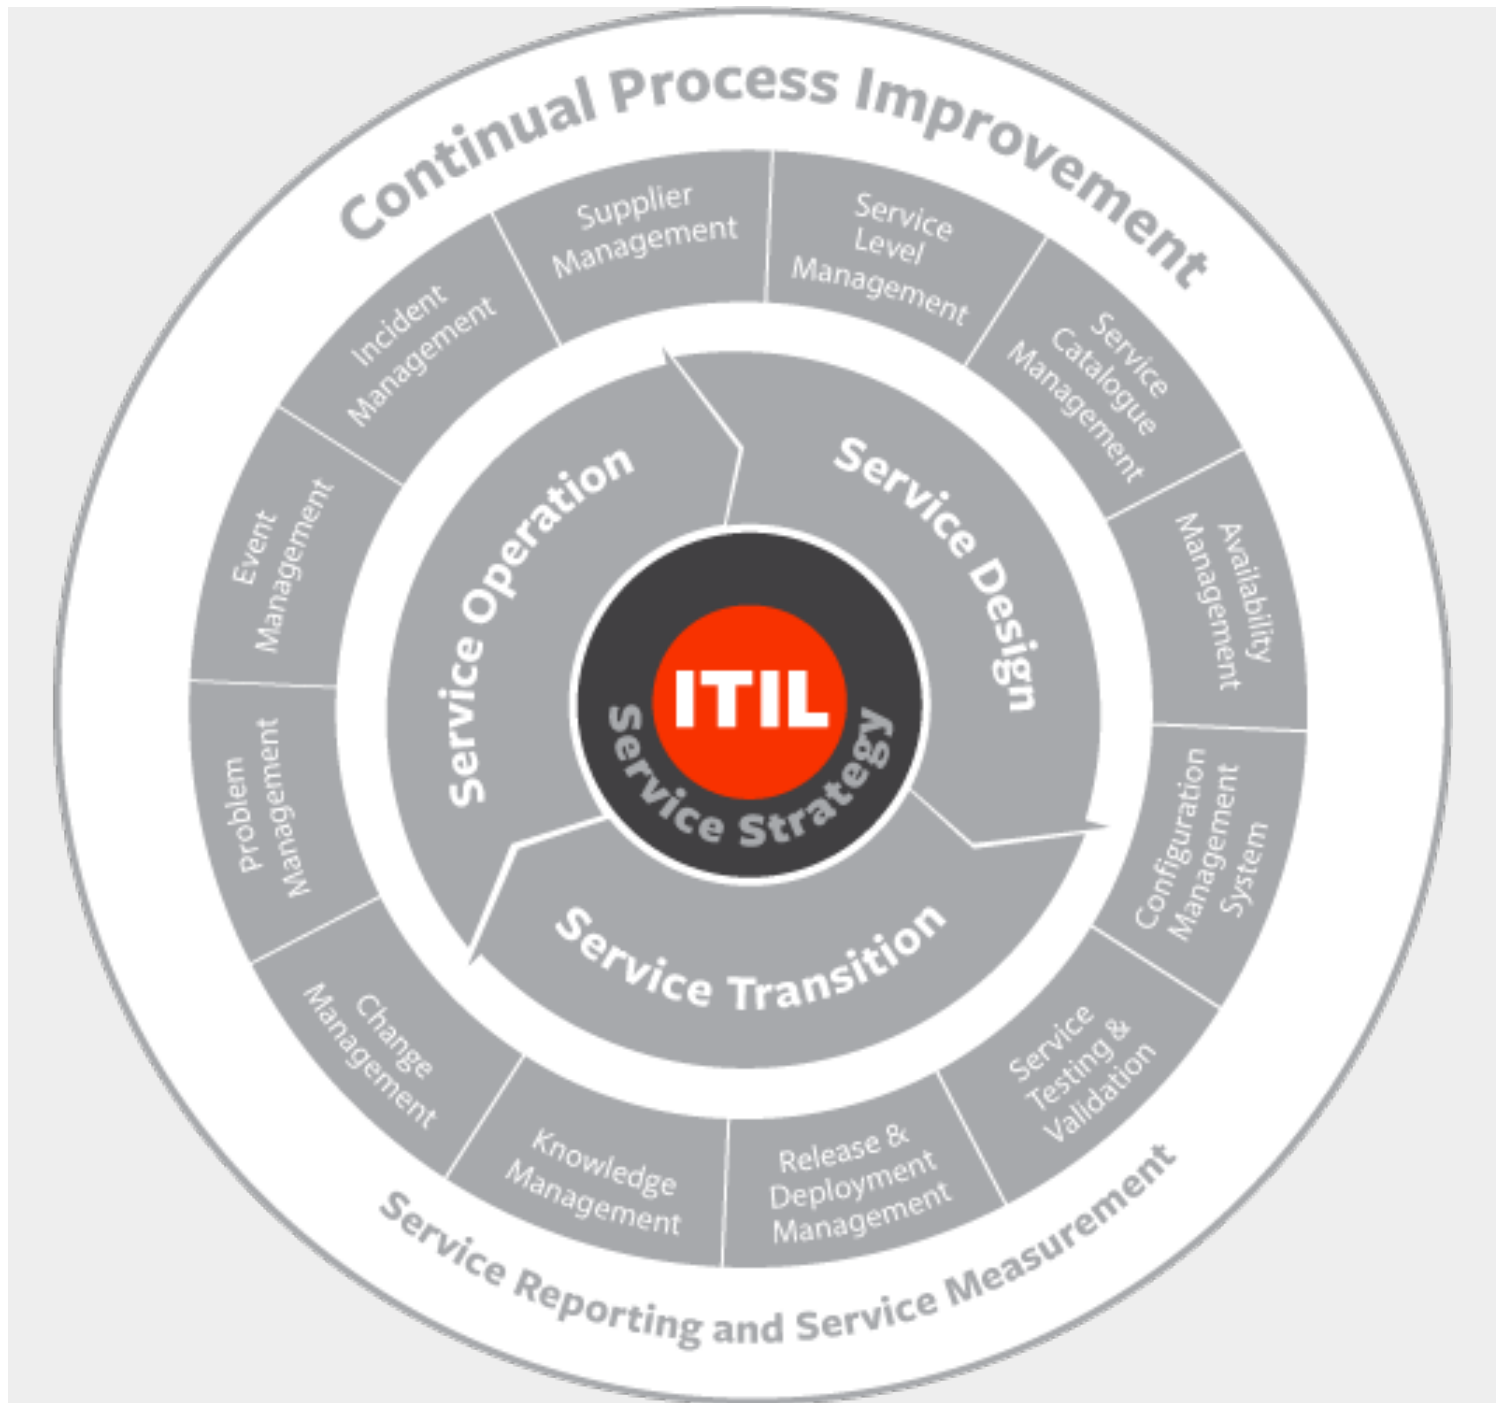 Continual Process Improvement
Supplier
Management
Service
Level
Management
Service
Catalogue
Management
Availability
Management
Configuration
Management
System
Service
Testing &
Validation
Release &
Deployment
Management
Knowledge
Management
Change
Management
Problem
Management
Event
Management
Incident
Management
Service Operation
Service Design
Service Transition
ITIL
Service Strategy
Service Reporting and Service Measurement